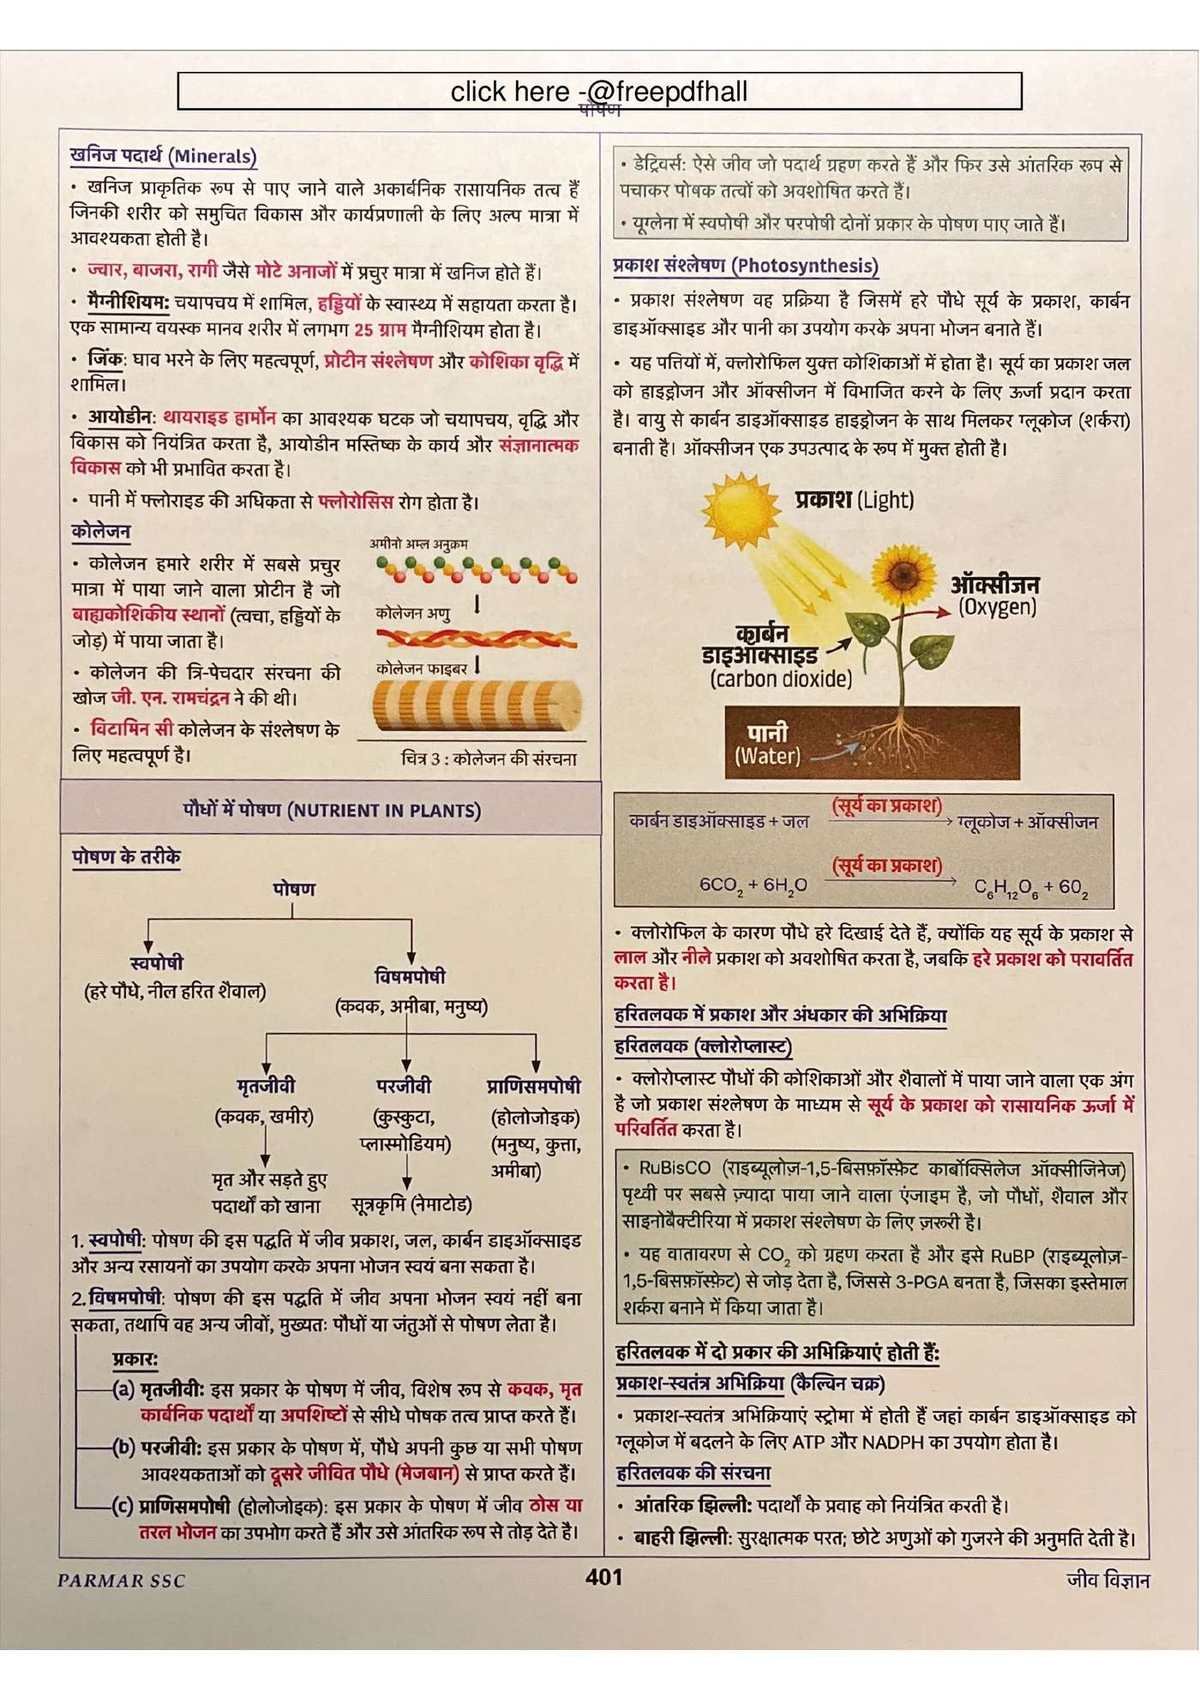 click here -@freepdfhall
पोषण
खनिज पदार्थ (Minerals)
• खनिज प्राकृतिक रूप से पाए जाने वाले अकार्बनिक रासायनिक तत्व हैं
जिनकी शरीर को समुचित विकास और कार्यप्रणाली के लिए अल्प मात्रा में
आवश्यकता होती है।
• ज्वार, बाजरा, रागी जैसे मोटे अनाजों में प्रचुर मात्रा में खनिज होते हैं।
• मैग्नीशियम: चयापचय में शामिल, हड्डियों के स्वास्थ्य में सहायता करता है।
एक सामान्य वयस्क मानव शरीर में लगभग 25 ग्राम मैग्नीशियम होता है।
• जिंक: घाव भरने के लिए महत्वपूर्ण, प्रोटीन संश्लेषण और कोशिका वृद्धि में
शामिल।
• आयोडीन: थायराइड हार्मोन का आवश्यक घटक जो चयापचय, वृद्धि और
विकास को नियंत्रित करता है, आयोडीन मस्तिष्क के कार्य और संज्ञानात्मक
विकास को भी प्रभावित करता है।
• पानी में फ्लोराइड की अधिकता से फ्लोरोसिस रोग होता है।
कोलेजन
• कोलेजन हमारे शरीर में सबसे प्रचुर
मात्रा में पाया जाने वाला प्रोटीन है जो
बाह्यकोशिकीय स्थानों (त्वचा, हड्डियों के
जोड़) में पाया जाता है।
• कोलेजन की त्रि-पेचदार संरचना की
खोज जी. एन. रामचंद्रन ने की थी।
• विटामिन सी कोलेजन के संश्लेषण के
लिए महत्वपूर्ण है।
अमीनो अम्ल अनुक्रम
कोलेजन अणु
कोलेजन फाइबर
चित्र 3 : कोलेजन की संरचना
पौधों में पोषण (NUTRIENT IN PLANTS)
पोषण के तरीके
पोषण
स्वपोषी
(हरे पौधे, नील हरित शैवाल)
विषमपोषी
(कवक, अमीबा, मनुष्य)
मृतजीवी
(कवक, खमीर)
मृत और सड़ते हुए
पदार्थों को खाना
परजीवी
(कुस्कुटा,
प्लास्मोडियम)
सूत्रकृमि (नेमाटोड)
प्राणिसमपोषी
(होलोजोइक)
(मनुष्य, कुत्ता,
अमीबा)
1. स्वपोषी: पोषण की इस पद्धति में जीव प्रकाश, जल, कार्बन डाइऑक्साइड
और अन्य रसायनों का उपयोग करके अपना भोजन स्वयं बना सकता है।
2. विषमपोषी: पोषण की इस पद्धति में जीव अपना भोजन स्वयं नहीं बना
सकता, तथापि वह अन्य जीवों, मुख्यतः पौधों या जंतुओं से पोषण लेता है।
प्रकार:
(a) मृतजीवी: इस प्रकार के पोषण में जीव, विशेष रूप से कवक, मृत
कार्बनिक पदार्थों या अपशिष्टों से सीधे पोषक तत्व प्राप्त करते हैं।
(b) परजीवी: इस प्रकार के पोषण में, पौधे अपनी कुछ या सभी पोषण
आवश्यकताओं को दूसरे जीवित पौधे (मेजबान) से प्राप्त करते हैं।
(c) प्राणिसमपोषी (होलोजोइक): इस प्रकार के पोषण में जीव ठोस या
तरल भोजन का उपभोग करते हैं और उसे आंतरिक रूप से तोड़ देते है।
• डेट्रिवर्स: ऐसे जीव जो पदार्थ ग्रहण करते हैं और फिर उसे आंतरिक रूप से
पचाकर पोषक तत्वों को अवशोषित करते हैं।
• यूग्लेना में स्वपोषी और परपोषी दोनों प्रकार के पोषण पाए जाते हैं।
प्रकाश संश्लेषण (Photosynthesis)
• प्रकाश संश्लेषण वह प्रक्रिया है जिसमें हरे पौधे सूर्य के प्रकाश, कार्बन
डाइऑक्साइड और पानी का उपयोग करके अपना भोजन बनाते हैं।
• यह पत्तियों में, क्लोरोफिल युक्त कोशिकाओं में होता है। सूर्य का प्रकाश जल
को हाइड्रोजन और ऑक्सीजन में विभाजित करने के लिए ऊर्जा प्रदान करता
है। वायु से कार्बन डाइऑक्साइड हाइड्रोजन के साथ मिलकर ग्लूकोज (शर्करा)
बनाती है। ऑक्सीजन एक उपउत्पाद के रूप में मुक्त होती है।
प्रकाश (Light)
ऑक्सीजन
(Oxygen)
कार्बन
डाइऑक्साइड
(carbon dioxide)
पानी
(Water)
(सूर्य का प्रकाश)
कार्बन डाइऑक्साइड + जल → ग्लूकोज + ऑक्सीजन
(सूर्य का प्रकाश)
6CO₂ + 6H₂O → C₆H₁₂O₆ + 6O₂
• क्लोरोफिल के कारण पौधे हरे दिखाई देते हैं, क्योंकि यह सूर्य के प्रकाश से
लाल और नीले प्रकाश को अवशोषित करता है, जबकि हरे प्रकाश को परावर्तित
करता है।
हरितलवक में प्रकाश और अंधकार की अभिक्रिया
हरितलवक (क्लोरोप्लास्ट)
• क्लोरोप्लास्ट पौधों की कोशिकाओं और शैवालों में पाया जाने वाला एक अंग
है जो प्रकाश संश्लेषण के माध्यम से सूर्य के प्रकाश को रासायनिक ऊर्जा में
परिवर्तित करता है।
• RuBisCO (राइब्यूलोज़-1,5-बिसफ़ॉस्फ़ेट कार्बोक्सिलेज ऑक्सीजिनेज)
पृथ्वी पर सबसे ज़्यादा पाया जाने वाला एंजाइम है, जो पौधों, शैवाल और
साइनोबैक्टीरिया में प्रकाश संश्लेषण के लिए ज़रूरी है।
• यह वातावरण से CO₂ को ग्रहण करता है और इसे RuBP (राइब्यूलोज़-
1,5-बिसफ़ॉस्फ़ेट) से जोड़ देता है, जिससे 3-PGA बनता है, जिसका इस्तेमाल
शर्करा बनाने में किया जाता है।
हरितलवक में दो प्रकार की अभिक्रियाएं होती हैं:
प्रकाश-स्वतंत्र अभिक्रिया (कैल्विन चक्र)
• प्रकाश-स्वतंत्र अभिक्रियाएं स्ट्रोमा में होती हैं जहां कार्बन डाइऑक्साइड को
ग्लूकोज में बदलने के लिए ATP और NADPH का उपयोग होता है।
हरितलवक की संरचना
• आंतरिक झिल्ली: पदार्थों के प्रवाह को नियंत्रित करती है।
• बाहरी झिल्ली: सुरक्षात्मक परत; छोटे अणुओं को गुजरने की अनुमति देती है।
PARMAR SSC
401
जीव विज्ञान